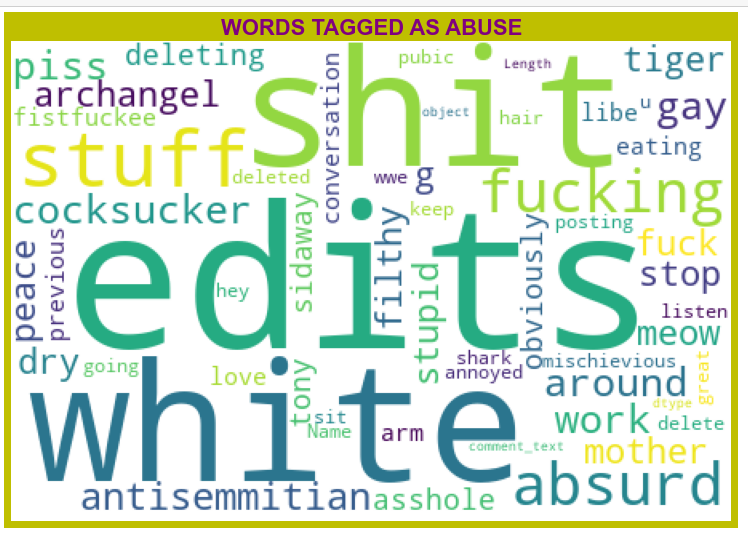 WORDS TAGGED AS ABUSE
piss
deleting
shit
pubic
Length
tiger
archangel
conversation
object
hair
libe
u
gay
fistfuckee
stuff
eating
deleted
wwe
g
fucking
cocksucker
keep
posting
edits
sidaway
filthy
obviously
fuck
peace
previous
stupid
stop
hey
listen
meow
dry
going
white
love
tony
shark
annoyed
mischievious
around
great
sit
Name
arm
dtype
work
delete
comment_text
mother
antisemmitian
asshole
absurd